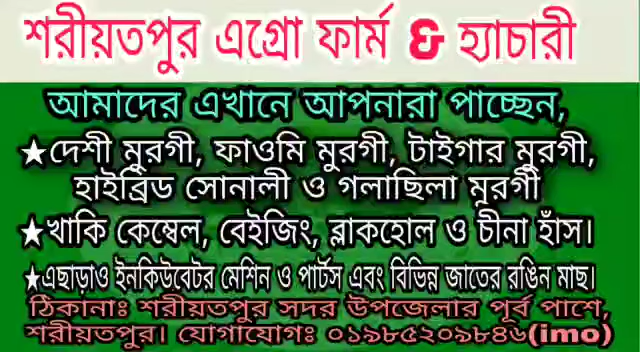 শরীয়তপুর এগ্রো ফার্ম & হ্যাচারী
আমাদের এখানে আপনারা পাচ্ছেন,
★দেশী মুরগী, ফাওমি মুরগী, টাইগার মুরগী,
হাইব্রিড সোনালী ও গলাছিলা মুরগী
★খাকি কেম্বেল, বেইজিং, ব্লাকহোল ও চীনা হাঁস।
★এছাড়াও ইনকিউবেটর মেশিন ও পার্টস এবং বিভিন্ন জাতের রঙিন মাছ।
ঠিকানাঃ শরীয়তপুর সদর উপজেলার পূর্ব পাশে,
শরীয়তপুর। যোগাযোগঃ ০১৯৮৫২০৯৮৪৬(imo)